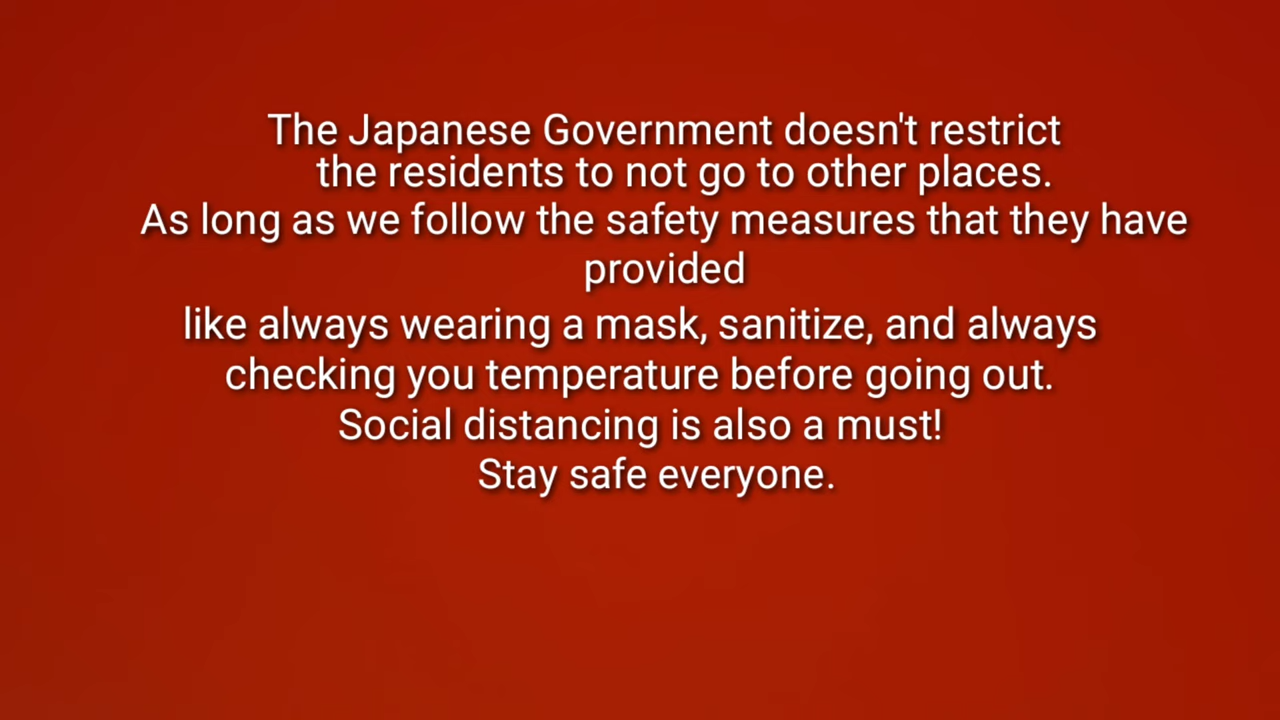 The Japanese Government doesn't restrict
the residents to not go to other places.
As long as we follow the safety measures that they have
provided
like always wearing a mask, sanitize, and always
checking you temperature before going out.
Social distancing is also a must!
Stay safe everyone.